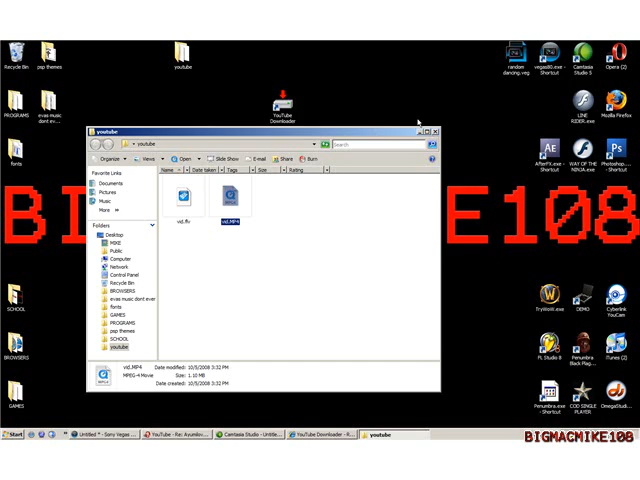 Recycle Bin
psp themes
youtube
random dancing.veg
vegas80.exe - Shortcut
Camtasia Studio 5
Opera (2)
PROGRAMS
evas music dont ev...
YouTube Downloader
LINE RIDER.exe
Mozilla Firefox
fonts
AfterFX.exe - Shortcut
WAY OF THE NINJA.exe
Photoshop.... - Shortcut
youtube
youtube
Search
Organize
Views
Open
Slide Show
E-mail
Share
Burn
Favorite Links
Documents
Pictures
Music
More »
Folders
Desktop
MIKE
Public
Computer
Network
Control Panel
Recycle Bin
BROWSERS
evas music dont ever
fonts
GAMES
PROGRAMS
psp themes
SCHOOL
youtube
Name
Date taken
Tags
Size
Rating
vid.flv
vid.MP4
vid.MP4
Date modified: 10/5/2008 3:32 PM
MPEG-4 Movie
Size: 1.10 MB
Date created: 10/5/2008 3:32 PM
E108
SCHOOL
TryWoW.exe
DEMO
Cyberlink YouCam
BROWSERS
FL Studio 8
Penumbra Black Plag...
iTunes (2)
GAMES
Penumbra.exe - Shortcut
COD SINGLE PLAYER
OmegaStudi...
Start
Untitled * - Sony Vegas ...
YouTube - Re: Ayumilov...
Camtasia Studio - Untitle...
YouTube Downloader - R...
youtube
BIGMACMIKE108